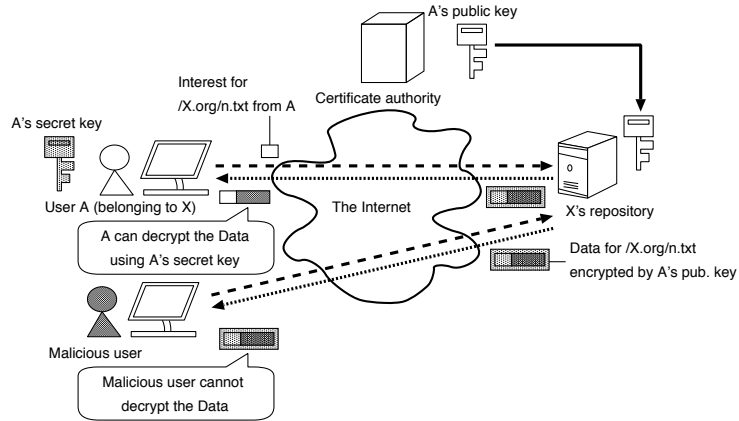 A's public key
Interest for
/X.org/n.txt from A
Certificate authority
A's secret key
User A (belonging to X)
The Internet
X's repository
A can decrypt the Data
using A's secret key
Data for /X.org/n.txt
encrypted by A's pub. key
Malicious user
Malicious user cannot
decrypt the Data